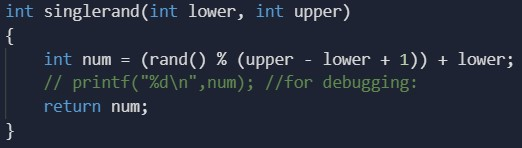 int singlerand(int lower, int upper)
{
    int num = (rand() % (upper - lower + 1)) + lower;
    // printf("%d\n",num); //for debugging:
    return num;
}